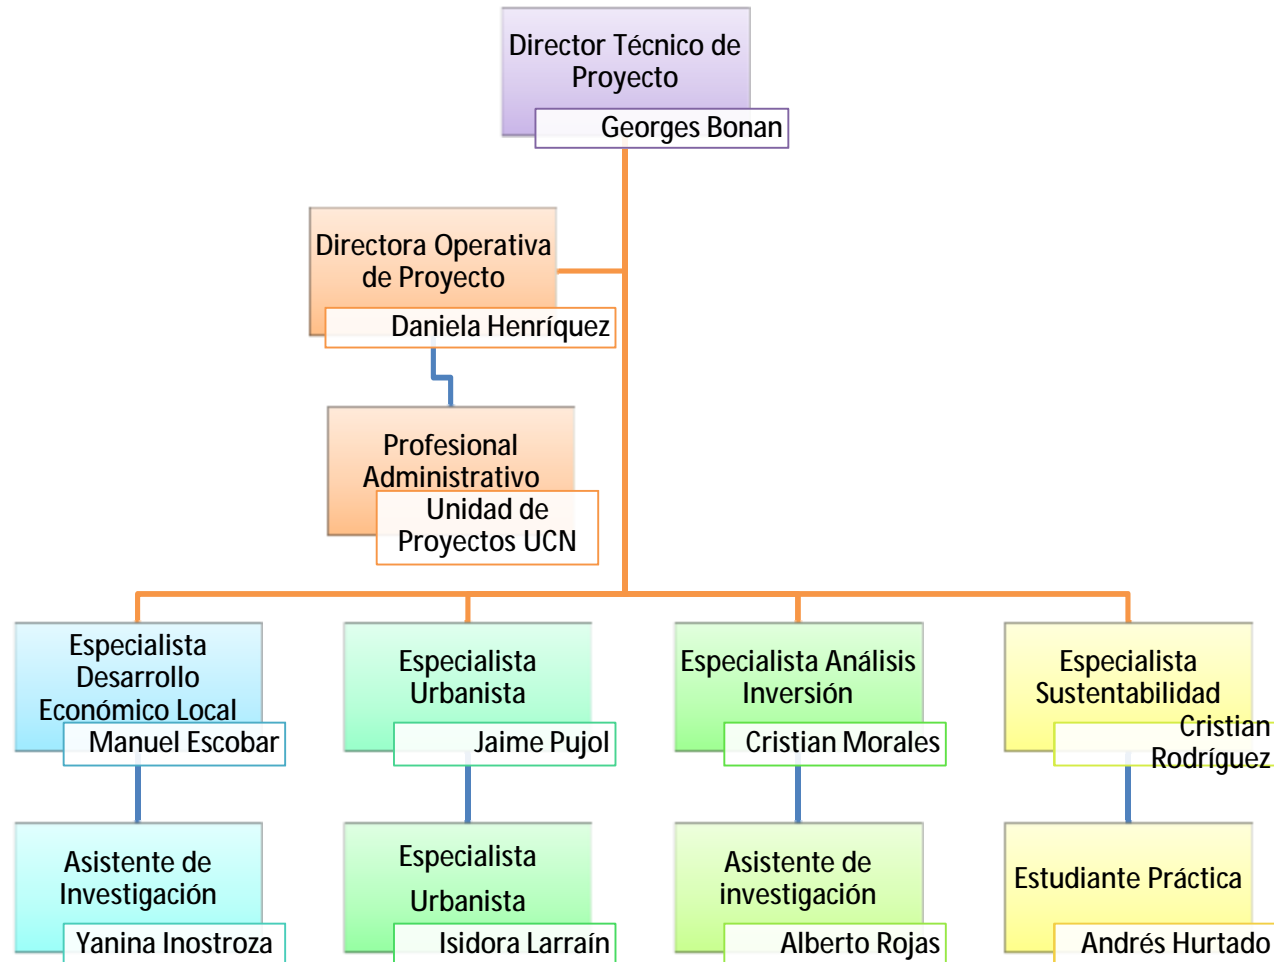 Director Técnico de
Proyecto
Georges Bonan
Directora Operativa
de Proyecto
Daniela Henríquez
Profesional
Administrativo
Unidad de
Proyectos UCN
Especialista
Desarrollo
Económico Local
Manuel Escobar
Especialista
Urbanista
Jaime Pujol
Especialista Análisis
Inversión
Cristian Morales
Especialista
Sustentabilidad
Cristian
Rodríguez
Asistente de
Investigación
Yanina Inostroza
Especialista
Urbanista
Isidora Larraín
Asistente de
investigación
Alberto Rojas
Estudiante Práctica
Andrés Hurtado